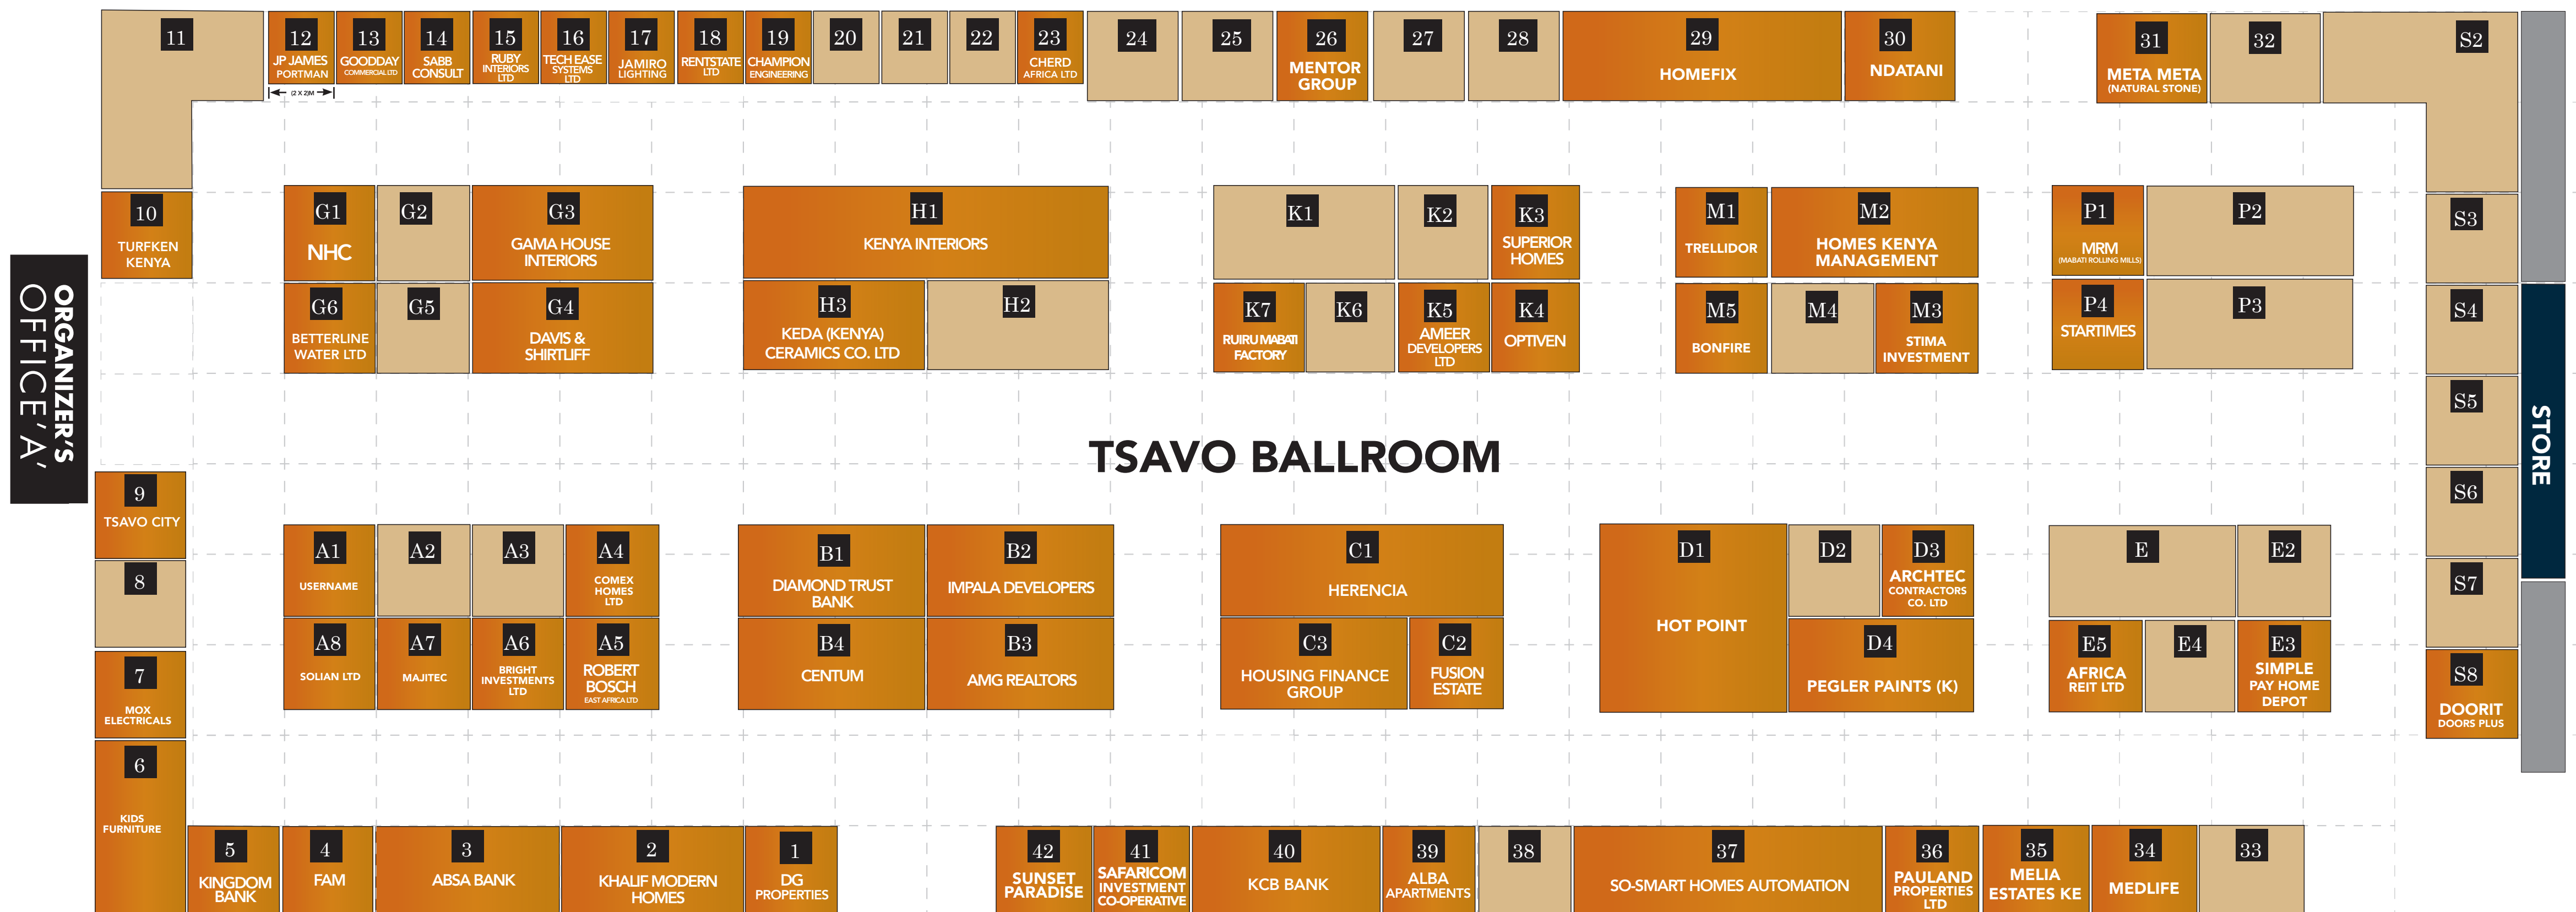 11
12
JP JAMES
PORTMAN
(2 X 2)M
13
GOODDAY
COMMERCIAL LTD
14
SABB
CONSULT
15
RUBY
INTERIORS
LTD
16
TECH EASE
SYSTEMS
LTD
17
JAMIRO
LIGHTING
18
RENTSTATE
LTD
19
CHAMPION
ENGINEERING
20
21
22
23
CHERD
AFRICA LTD
24
25
26
MENTOR
GROUP
27
28
29
HOMEFIX
30
NDATANI
31
META META
(NATURAL STONE)
32
S2
10
TURFKEN
KENYA
G1
NHC
G2
G3
GAMA HOUSE
INTERIORS
H1
KENYA INTERIORS
K1
K2
K3
SUPERIOR
HOMES
M1
TRELLIDOR
M2
HOMES KENYA
MANAGEMENT
P1
MRM
(MABATI ROLLING MILLS)
P2
S3
G6
BETTERLINE
WATER LTD
G5
G4
DAVIS &
SHIRTLIFF
H3
KEDA (KENYA)
CERAMICS CO. LTD
H2
K7
RUIRU MABATI
FACTORY
K6
K5
AMEER
DEVELOPERS
LTD
K4
OPTIVEN
M5
BONFIRE
M4
M3
STIMA
INVESTMENT
P4
STARTIMES
P3
S4
ORGANIZER'S
OFFICE'A'
TSAVO BALLROOM
S5
STORE
9
TSAVO CITY
S6
A1
USERNAME
A2
A3
A4
COMEX
HOMES
LTD
B1
DIAMOND TRUST
BANK
B2
IMPALA DEVELOPERS
C1
HERENCIA
D1
HOT POINT
D2
D3
ARCHTEC
CONTRACTORS
CO. LTD
E
E2
8
S7
A8
SOLIAN LTD
A7
MAJITEC
A6
BRIGHT
INVESTMENTS
LTD
A5
ROBERT
BOSCH
EAST AFRICA LTD
B4
CENTUM
B3
AMG REALTORS
C3
HOUSING FINANCE
GROUP
C2
FUSION
ESTATE
D4
PEGLER PAINTS (K)
E5
AFRICA
REIT LTD
E4
E3
SIMPLE
PAY HOME
DEPOT
7
MOX
ELECTRICALS
S8
DOORIT
DOORS PLUS
6
KIDS
FURNITURE
5
KINGDOM
BANK
4
FAM
3
ABSA BANK
2
KHALIF MODERN
HOMES
1
DG
PROPERTIES
42
SUNSET
PARADISE
41
SAFARICOM
INVESTMENT
CO-OPERATIVE
40
KCB BANK
39
ALBA
APARTMENTS
38
37
SO-SMART HOMES AUTOMATION
36
PAULAND
PROPERTIES
LTD
35
MELIA
ESTATES KE
34
MEDLIFE
33